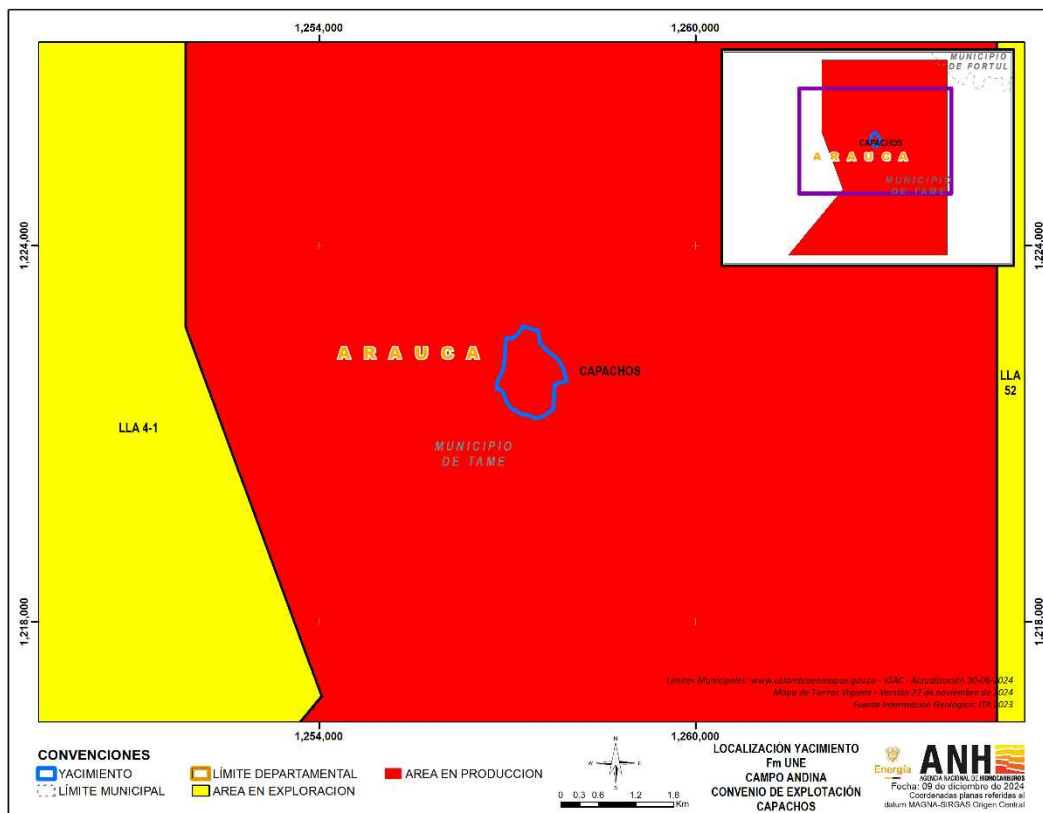 1,254,000
1,260,000
MUNICIPIO
DE FORTUL
CAPACHOS
ARAUCA
MUNICIPIO
DE TAME
1,224,000
1,224,000
ARAUCA
CAPACHOS
LLA
52
LLA 4-1
MUNICIPIO
DE TAME
1,218,000
1,218,000
Límites Municipales: www.colombiaenmapas.gov.co - IGAC - Actualización 30-06-2024
Mapa de Tierras Vigente - Versión 27 de noviembre de 2024
Fuente Información Geológica: ITA 2023
1,254,000
1,260,000
CONVENCIONES
YACIMIENTO
LÍMITE DEPARTAMENTAL
AREA EN PRODUCCION
LÍMITE MUNICIPAL
AREA EN EXPLORACION
N
W
E
S
0 0.3 0.6 1.2 1.8
Km
LOCALIZACIÓN YACIMIENTO
Fm UNE
CAMPO ANDINA
CONVENIO DE EXPLOTACIÓN
CAPACHOS
Energía
ANH
AGENCIA NACIONAL DE HIDROCARBUROS
Fecha: 09 de diciembre de 2024
Coordenadas planas referidas al
datum MAGNA-SIRGAS Origen Central